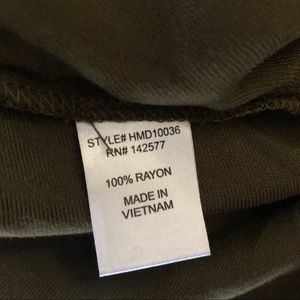 STYLE# HMD10036
RN# 142577
100% RAYON
MADE IN
VIETNAM